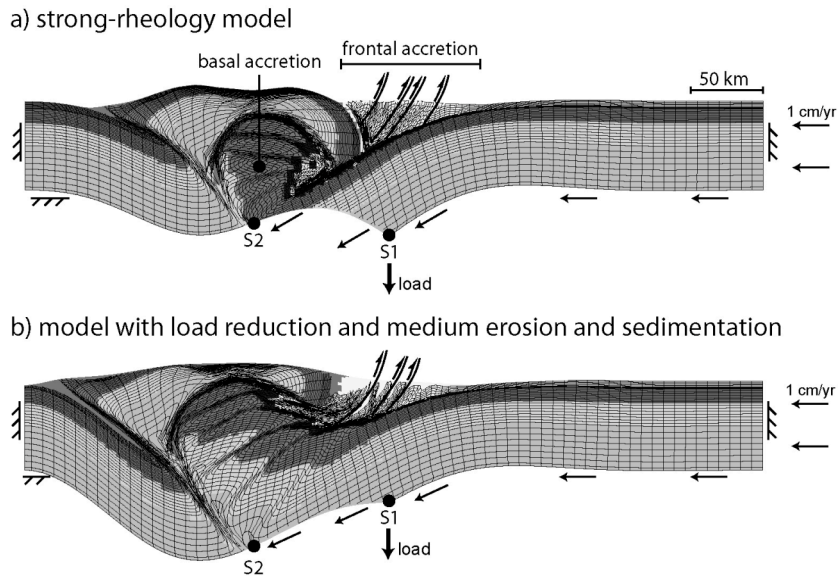 a) strong-rheology model
frontal accretion
basal accretion
50 km
1 cm/yr
S2
S1
load
b) model with load reduction and medium erosion and sedimentation
1 cm/yr
S1
load
S2